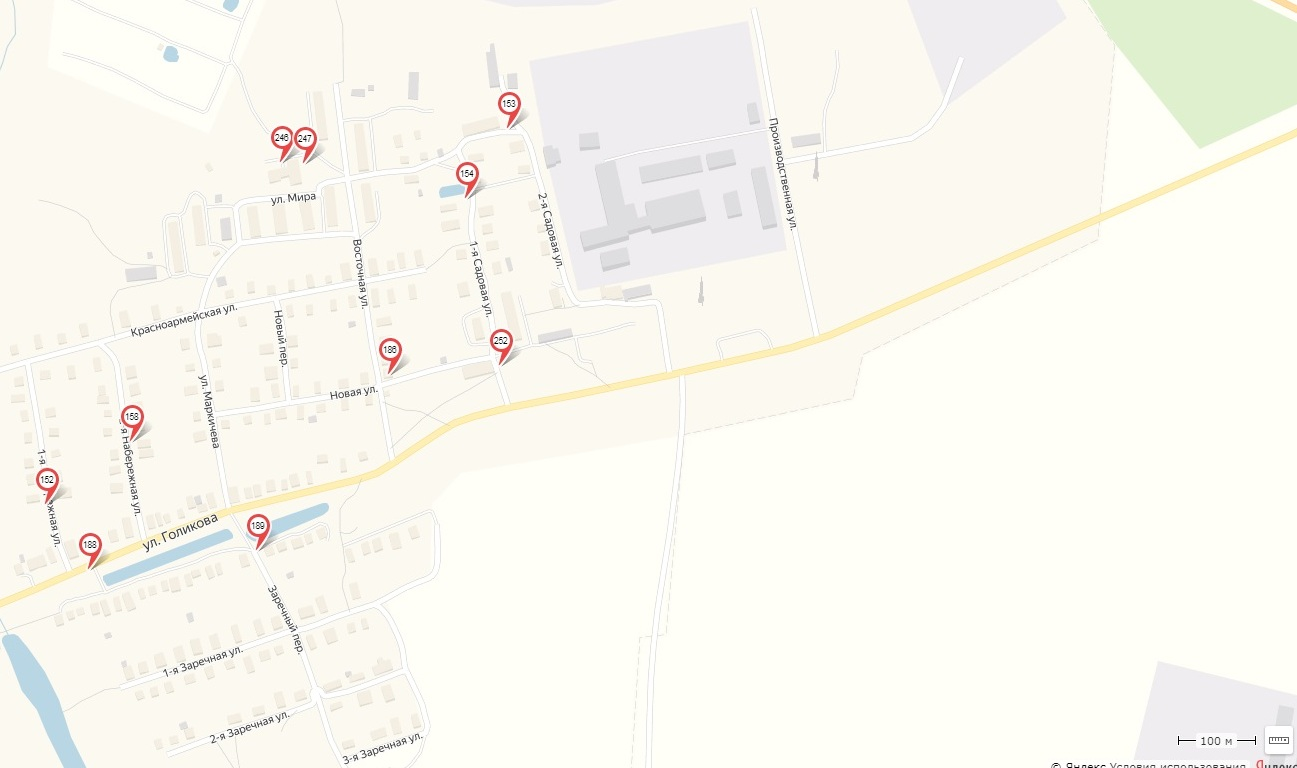 153
Производственная ул.
246
247
154
ул. Мира
2-я Садовая ул.
Восточная ул.
1-я Садовая ул.
Красноармейская ул.
Новый пер.
252
186
ул. Маркичева
Новая ул.
158
-я Набережная ул.
1-я
152
жная ул.
ул. Голикова
189
188
Заречный пер.
1-я Заречная ул.
2-я Заречная ул.
3-я Заречная ул.
100 м
© Яндекс Условия использования
Яндекс